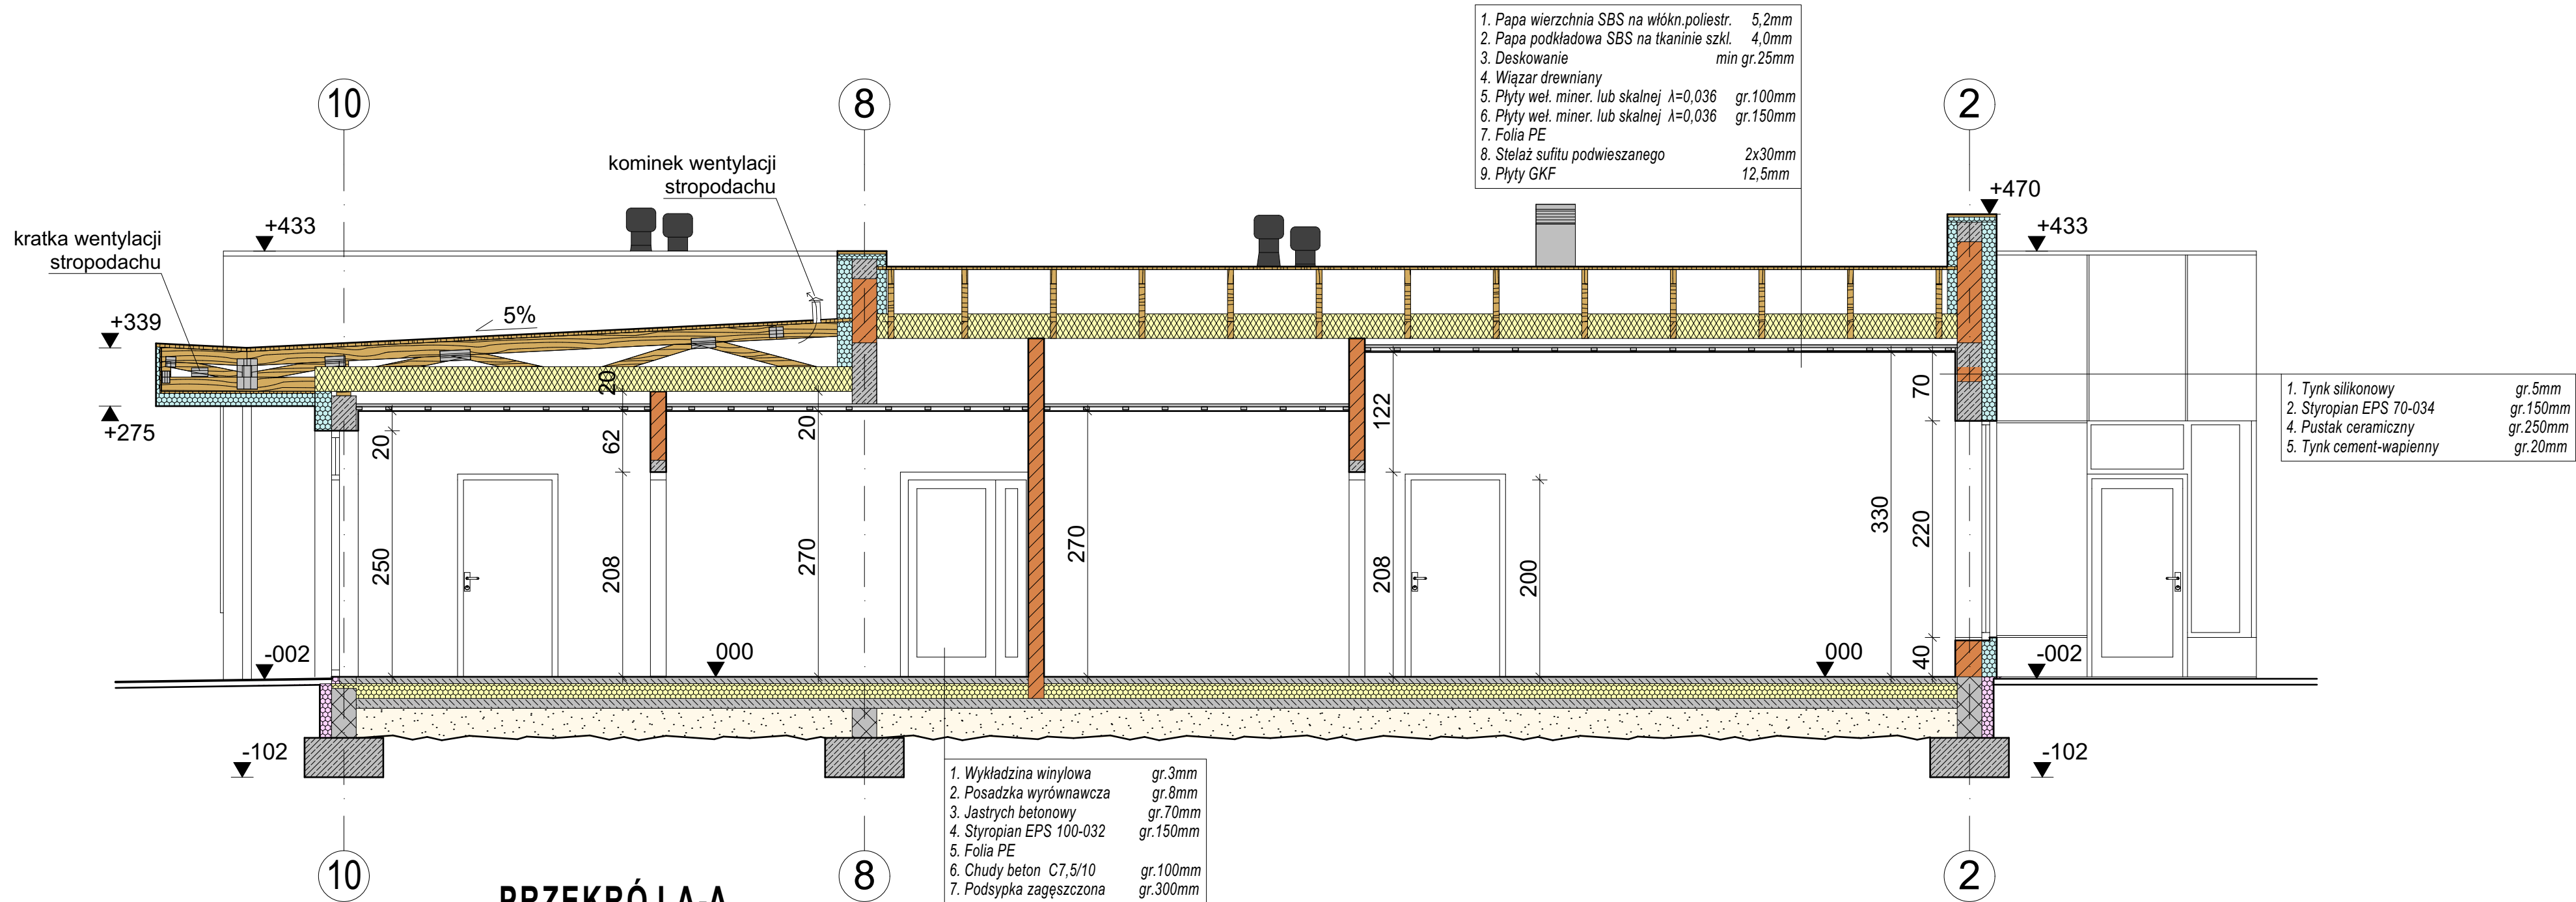 1. Papa wierzchnia SBS na włókn.poliestr. 5,2mm
2. Papa podkładowa SBS na tkaninie szkl. 4,0mm
3. Deskowanie min gr.25mm
4. Wiązar drewniany
5. Płyty weł. miner. lub skalnej λ=0,036 gr.100mm
6. Płyty weł. miner. lub skalnej λ=0,036 gr.150mm
7. Folia PE
8. Stelaż sufitu podwieszanego 2x30mm
9. Płyty GKF 12,5mm
10
8
2
kominek wentylacji
stropodachu
kratka wentylacji
stropodachu
+433
+470
+433
+339
5%
+275
20
20
62
20
122
70
1. Tynk silikonowy gr.5mm
2. Styropian EPS 70-034 gr.150mm
4. Pustak ceramiczny gr.250mm
5. Tynk cement-wapienny gr.20mm
250
208
270
270
208
200
330
220
40
-002
000
000
-002
-102
-102
1. Wykładzina winylowa gr.3mm
2. Posadzka wyrównawcza gr.8mm
3. Jastrych betonowy gr.70mm
4. Styropian EPS 100-032 gr.150mm
5. Folia PE
6. Chudy beton C7,5/10 gr.100mm
7. Podsypka zagęszczona gr.300mm
10
8
2
PRZEKRÓJ A-A